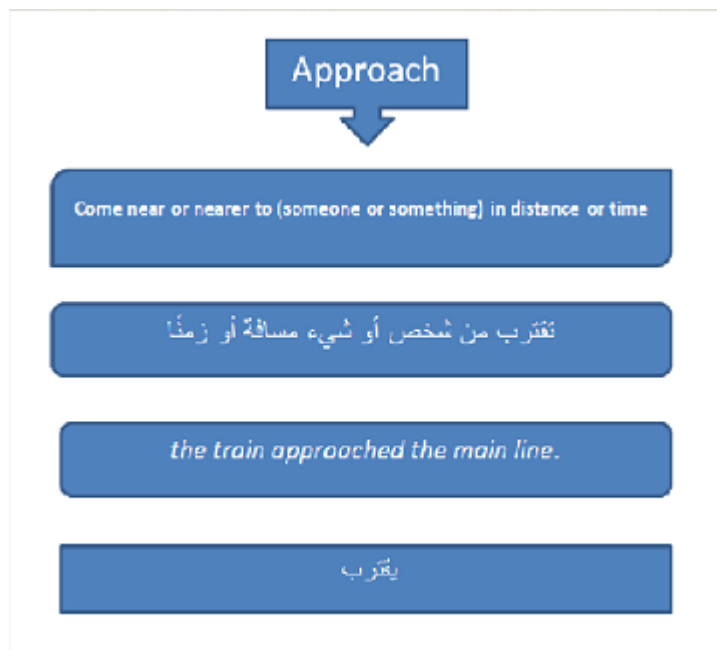 Approach
Come near or nearer to (someone or something) in distance or time
تقترب من شخص أو شيء مسافة أو زمنًا
the train approached the main line.
يقترب